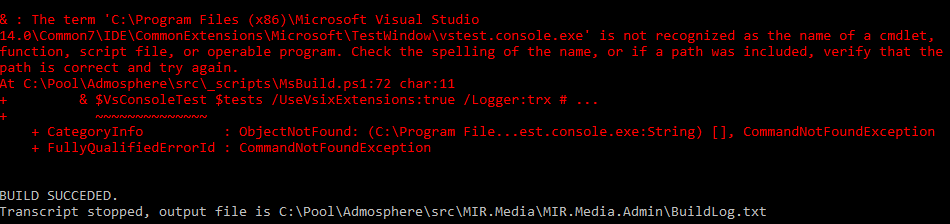 & : The term 'C:\Program Files (x86)\Microsoft Visual Studio
14.0\Common7\IDE\CommonExtensions\Microsoft\TestWindow\vstest.console.exe' is not recognized as the name of a cmdlet,
function, script file, or operable program. Check the spelling of the name, or if a path was included, verify that the
path is correct and try again.
At C:\Pool\Admosphere\src\_scripts\MsBuild.ps1:72 char:11
+         & $VsConsoleTest $tests /UseVsixExtensions:true /Logger:trx # ...
+           ~~~~~~~~~~~~~~
    + CategoryInfo          : ObjectNotFound: (C:\Program File...est.console.exe:String) [], CommandNotFoundException
    + FullyQualifiedErrorId : CommandNotFoundException
BUILD SUCCEDED.
Transcript stopped, output file is C:\Pool\Admosphere\src\MIR.Media\MIR.Media.Admin\BuildLog.txt